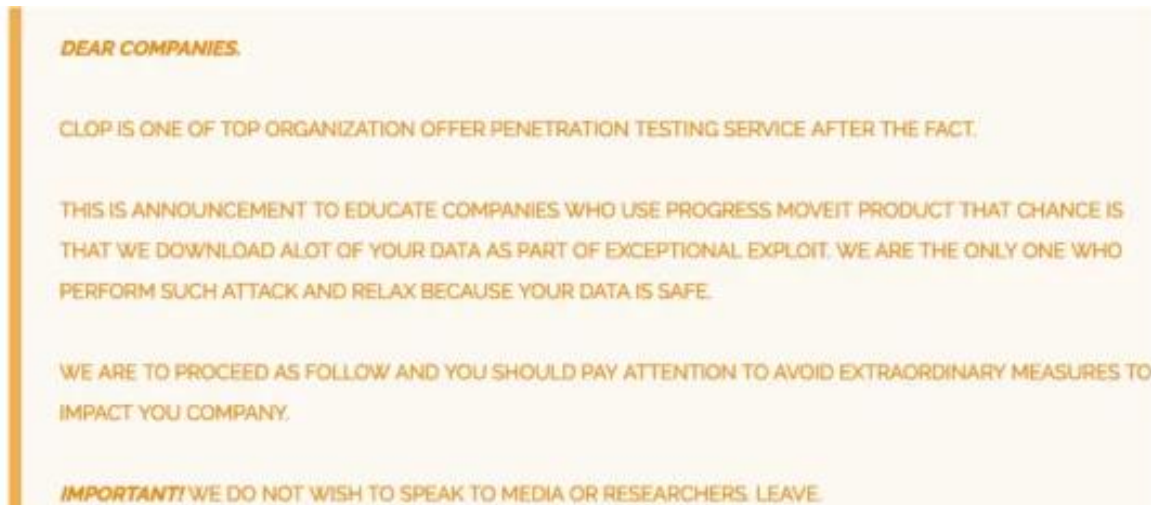 DEAR COMPANIES.
CLOP IS ONE OF TOP ORGANIZATION OFFER PENETRATION TESTING SERVICE AFTER THE FACT.
THIS IS ANNOUNCEMENT TO EDUCATE COMPANIES WHO USE PROGRESS MOVEIT PRODUCT THAT CHANCE IS
THAT WE DOWNLOAD ALOT OF YOUR DATA AS PART OF EXCEPTIONAL EXPLOIT. WE ARE THE ONLY ONE WHO
PERFORM SUCH ATTACK AND RELAX BECAUSE YOUR DATA IS SAFE.
WE ARE TO PROCEED AS FOLLOW AND YOU SHOULD PAY ATTENTION TO AVOID EXTRAORDINARY MEASURES TO
IMPACT YOU COMPANY.
IMPORTANT! WE DO NOT WISH TO SPEAK TO MEDIA OR RESEARCHERS. LEAVE.